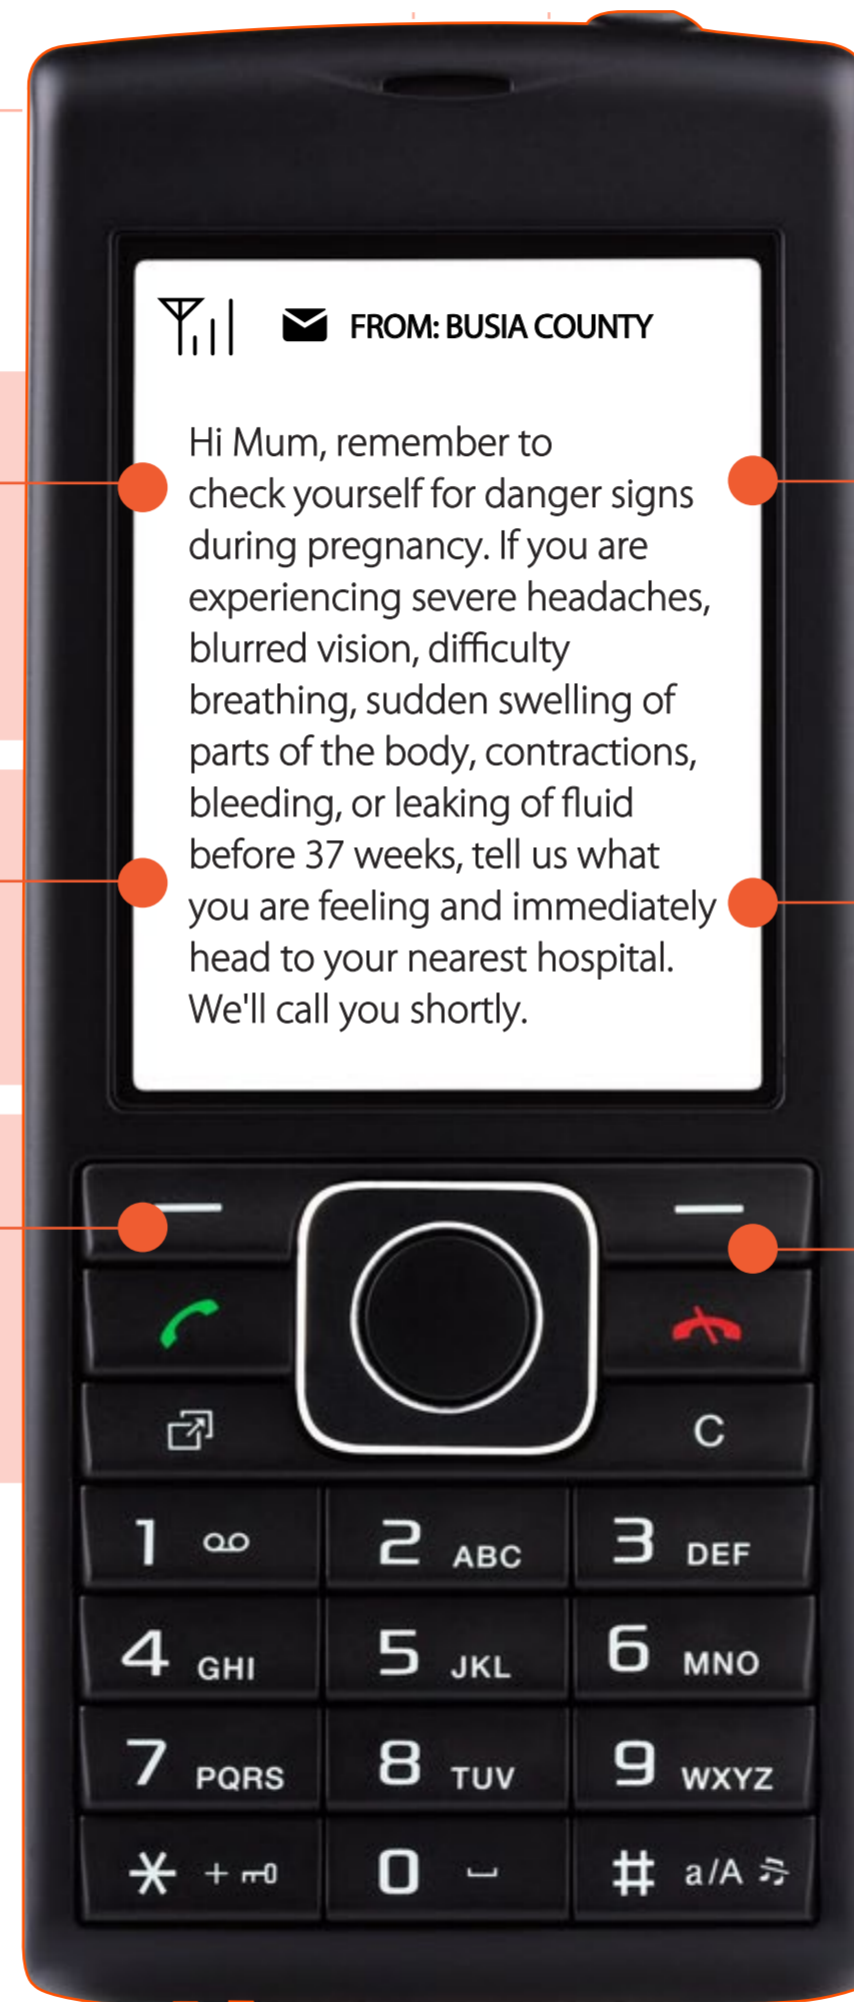 FROM: BUSIA COUNTY
Hi Mum, remember to
check yourself for danger signs
during pregnancy. If you are
experiencing severe headaches,
blurred vision, difficulty
breathing, sudden swelling of
parts of the body, contractions,
bleeding, or leaking of fluid
before 37 weeks, tell us what
you are feeling and immediately
head to your nearest hospital.
We'll call you shortly.
C
1 2 ABC 3 DEF
4 GHI 5 JKL 6 MNO
7 PQRS 8 TUV 9 WXYZ
* + 0 # a/A